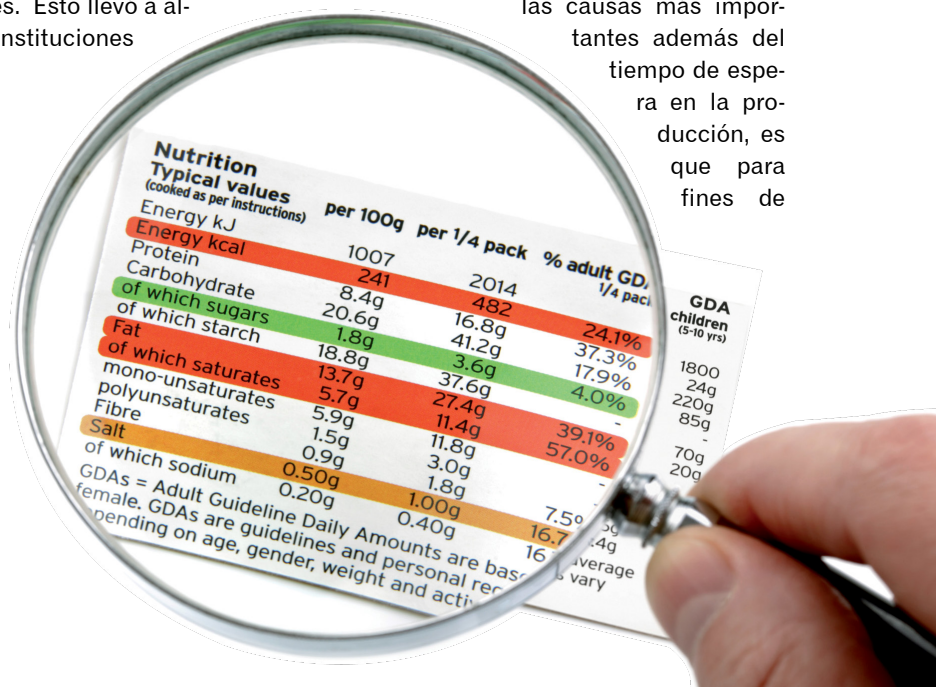 es. Esto llevó a al-
nstituciones
las causas más impor-
tantes además del
tiempo de espe-
ra en la pro-
ducción, es
que para
fines de
Nutrition
Typical values
(cooked as per instructions)
per 100g per 1/4 pack % adult GDA
1/4 pack
GDA
children
(5-10 yrs)
Energy kJ 1007 2014
Energy kcal 241 482 24.1% 1800
Protein 8.4g 16.8g 37.3% 24g
Carbohydrate 20.6g 41.2g 17.9% 220g
of which sugars 1.8g 3.6g 4.0% 85g
of which starch 18.8g 37.6g - -
Fat 13.7g 27.4g 39.1% 70g
of which saturates 5.7g 11.4g 57.0% 20g
mono-unsaturates 5.9g 11.8g -
polyunsaturates 1.5g 3.0g
Fibre 0.9g 1.8g 7.5%
Salt 0.50g 1.00g 16.7 .4g
of which sodium 0.20g 0.40g 16
GDAs = Adult Guideline Daily Amounts are bas average
female. GDAs are guidelines and personal rec vary
epending on age, gender, weight and activ